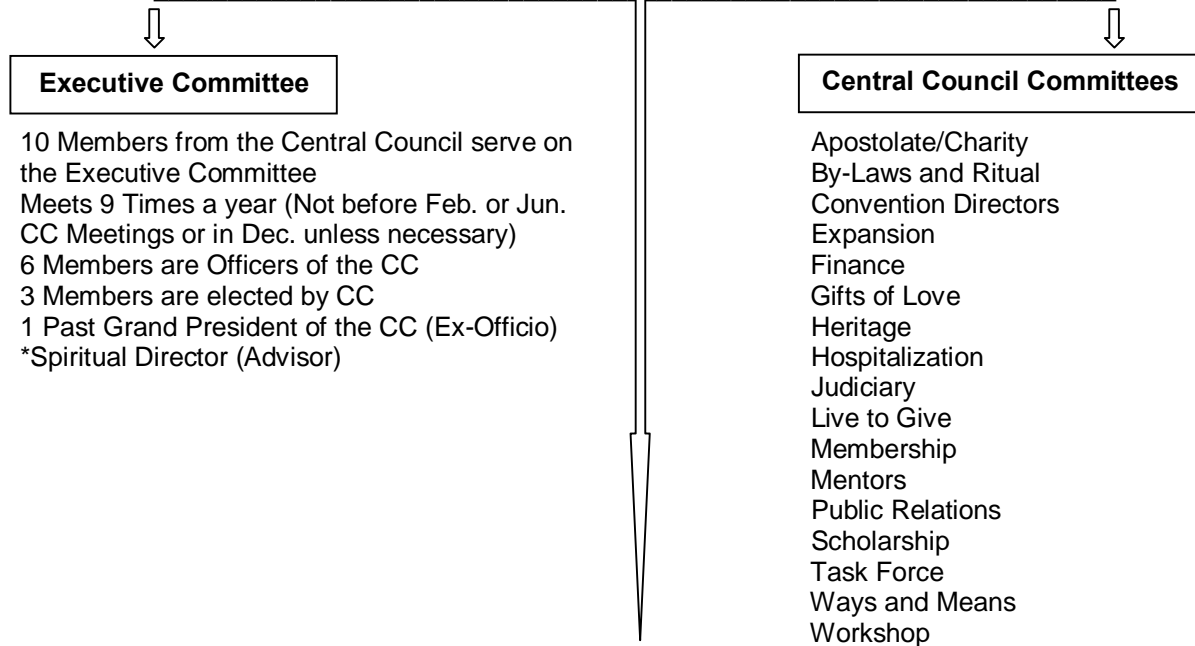 Executive Committee
10 Members from the Central Council serve on
the Executive Committee
Meets 9 Times a year (Not before Feb. or Jun.
CC Meetings or in Dec. unless necessary)
6 Members are Officers of the CC
3 Members are elected by CC
1 Past Grand President of the CC (Ex-Officio)
*Spiritual Director (Advisor)
Central Council Committees
Apostolate/Charity
By-Laws and Ritual
Convention Directors
Expansion
Finance
Gifts of Love
Heritage
Hospitalization
Judiciary
Live to Give
Membership
Mentors
Public Relations
Scholarship
Task Force
Ways and Means
Workshop